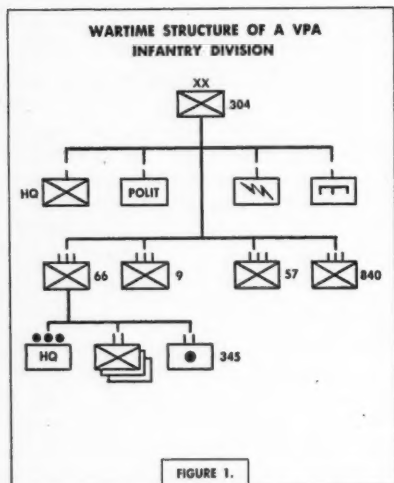 WARTIME STRUCTURE OF A VPA
INFANTRY DIVISION
XX
304
HQ
POLIT
66
9
57
840
HQ
345
FIGURE 1.